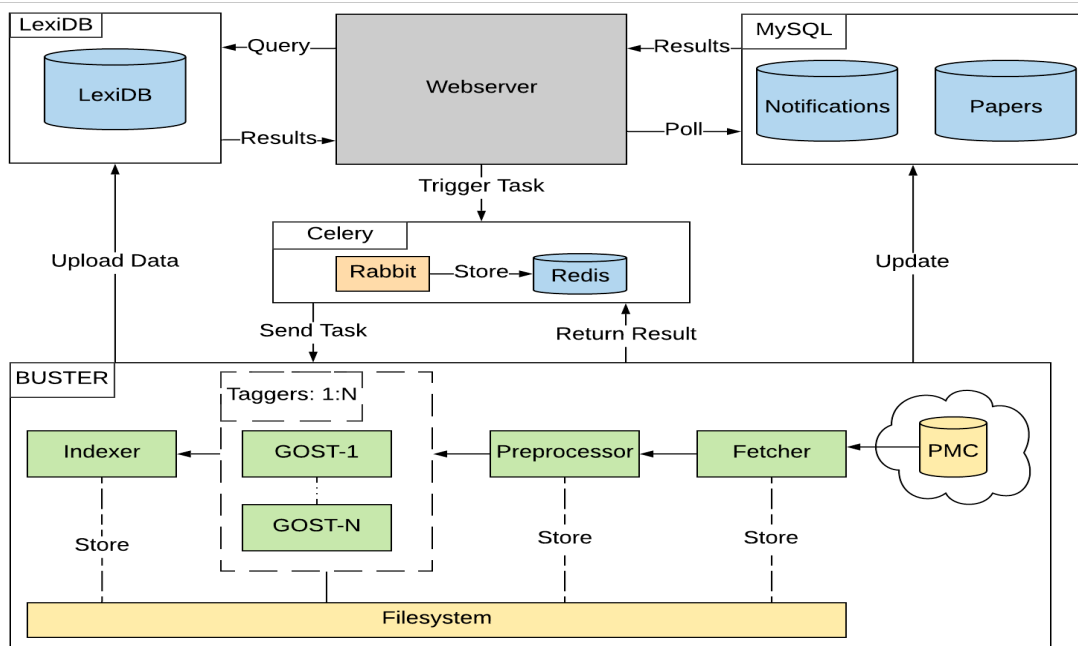 LexiDB
LexiDB
Query
Results
Webserver
Results
Poll
MySQL
Notifications
Papers
Trigger Task
Celery
Rabbit
Store
Redis
Upload Data
Update
Send Task
Return Result
BUSTER
Taggers: 1:N
Indexer
GOST-1
Preprocessor
Fetcher
PMC
GOST-N
Store
Store
Store
Filesystem